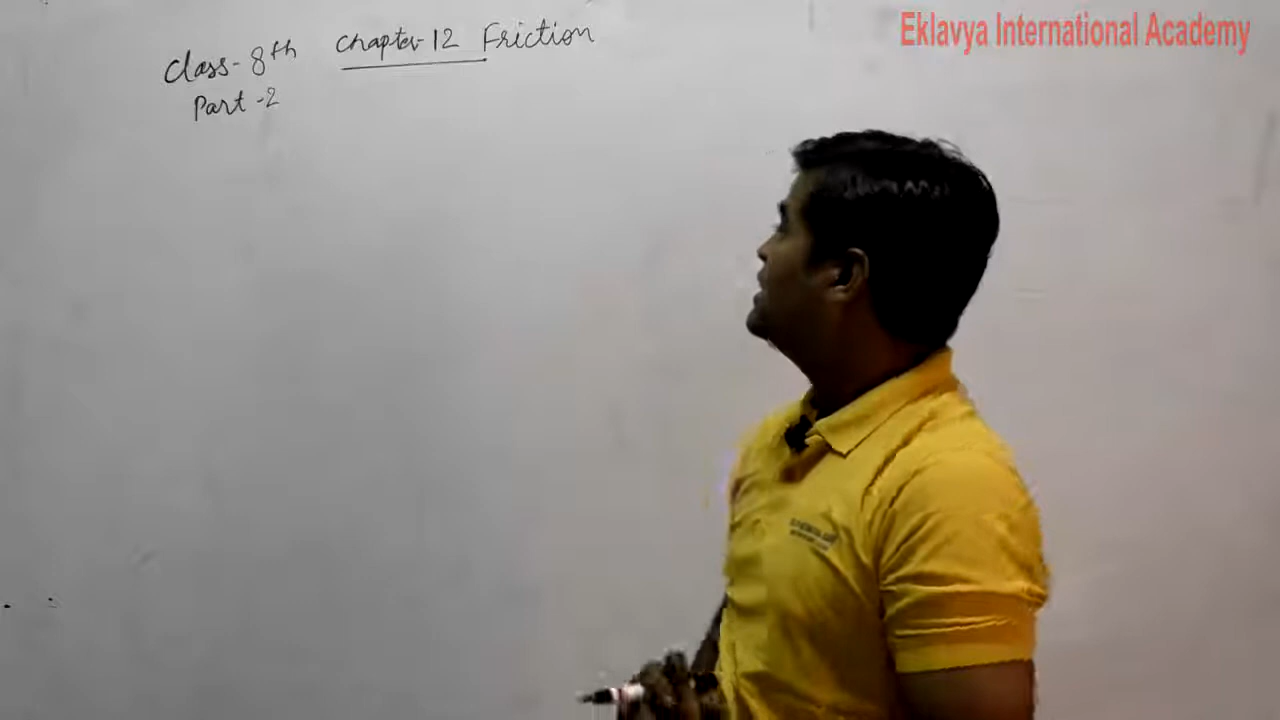 Eklavya International Academy
Class- 8th Chapter-12 Friction
Part -2